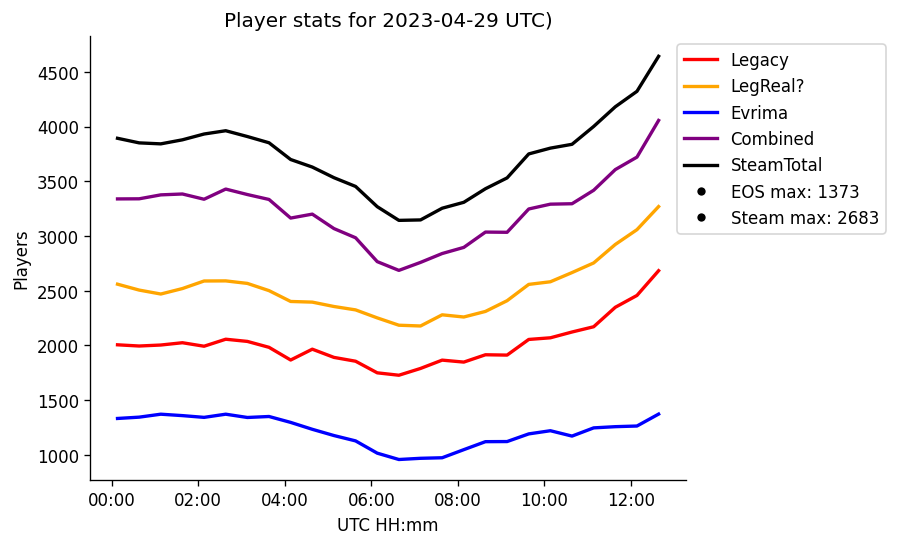 Player stats for 2023-04-29 UTC)
Legacy
LegReal?
Evrima
Combined
SteamTotal
EOS max: 1373
Steam max: 2683
Players
4500
4000
3500
3000
2500
2000
1500
1000
00:00 02:00 04:00 06:00 08:00 10:00 12:00
UTC HH:mm